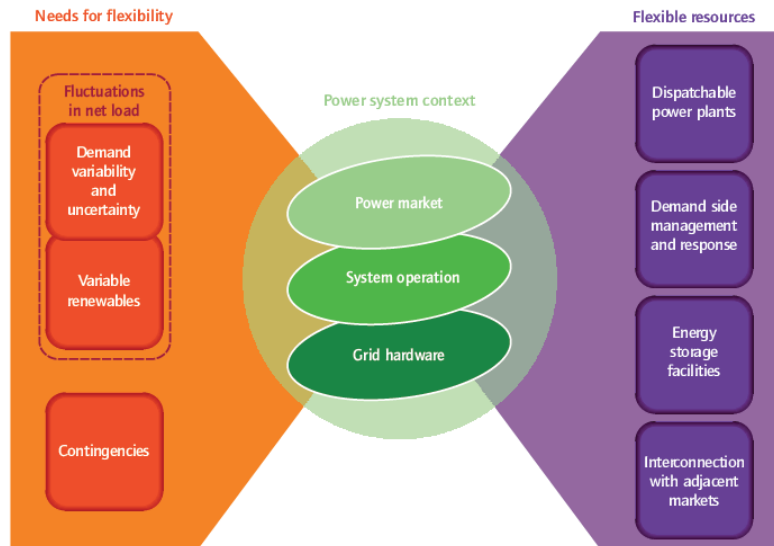 Needs for flexibility
Flexible resources
Fluctuations
in net load
Demand
variability
and
uncertainty
Variable
renewables
Contingencies
Power system context
Power market
System operation
Grid hardware
Dispatchable
power plants
Demand side
management
and response
Energy
storage
facilities
Interconnection
with adjacent
markets